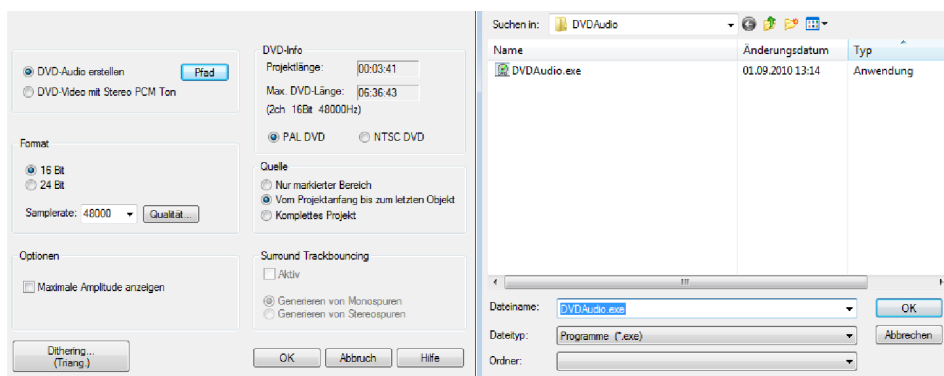 DVD-Audio erstellen
Pfad
DVD-Video mit Stereo PCM Ton
Format
16 Bit
24 Bit
Samplerate: 48000
Qualität...
Optionen
Maximale Amplitude anzeigen
Dithering...
(Triang.)
DVD-Info
Projektlänge: 00:03:41
Max. DVD-Länge: 06:36:43
(2ch 16Bit 48000Hz)
PAL DVD
NTSC DVD
Quelle
Nur markierter Bereich
Vom Projektanfang bis zum letzten Objekt
Komplettes Projekt
Surround Trackbouncing
Aktiv
Generieren von Monospuren
Generieren von Stereospuren
OK
Abbruch
Hilfe
Suchen in: DVDAudio
Name Änderungsdatum Typ
DVDAudio.exe 01.09.2010 13:14 Anwendung
Dateiname: DVDAudio.exe
OK
Dateityp: Programme (*.exe)
Abbrechen
Ordner: